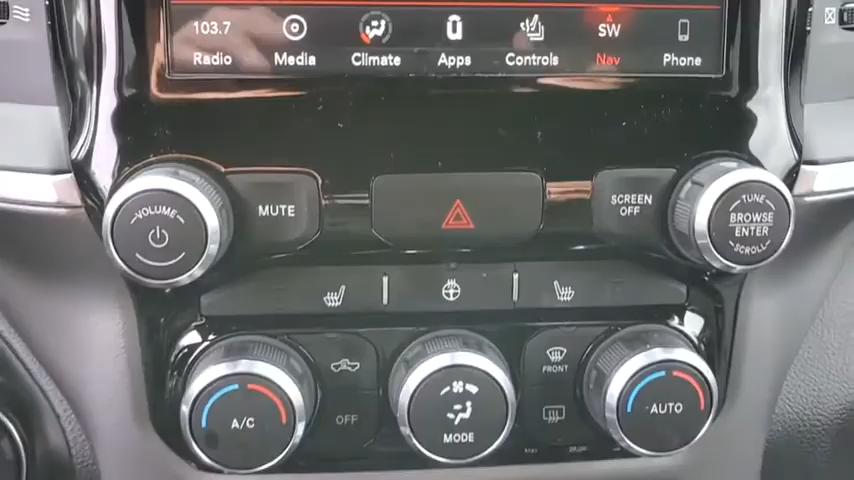 103.7
SW
Radio
Media
Climate
Apps
Controls
Nav
Phone
VOLUME
MUTE
SCREEN
OFF
TUNE
BROWSE
ENTER
SCROLL
A/C
OFF
MODE
FRONT
AUTO